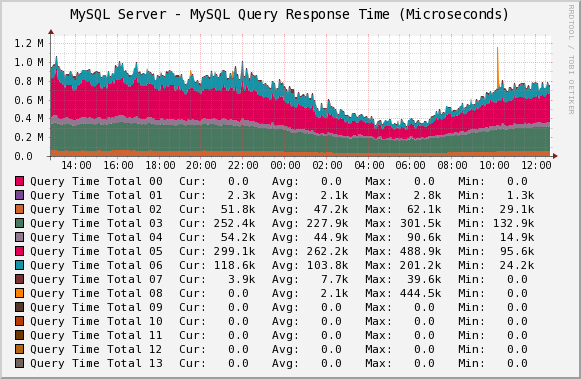 MySQL Server - MySQL Query Response Time (Microseconds)
RRDTOOL / TOBI OETIKER
1.2 M
1.0 M
0.8 M
0.6 M
0.4 M
0.2 M
0.0
14:00 16:00 18:00 20:00 22:00 00:00 02:00 04:00 06:00 08:00 10:00 12:00
Query Time Total 00 Cur: 0.0 Avg: 0.0 Max: 0.0 Min: 0.0
Query Time Total 01 Cur: 2.3k Avg: 2.1k Max: 2.8k Min: 1.3k
Query Time Total 02 Cur: 51.8k Avg: 47.2k Max: 62.1k Min: 29.1k
Query Time Total 03 Cur: 252.4k Avg: 227.9k Max: 301.5k Min: 132.9k
Query Time Total 04 Cur: 54.2k Avg: 44.9k Max: 90.6k Min: 14.9k
Query Time Total 05 Cur: 299.1k Avg: 262.2k Max: 488.9k Min: 95.6k
Query Time Total 06 Cur: 118.6k Avg: 103.8k Max: 201.2k Min: 24.2k
Query Time Total 07 Cur: 3.9k Avg: 7.7k Max: 39.6k Min: 0.0
Query Time Total 08 Cur: 0.0 Avg: 2.1k Max: 444.5k Min: 0.0
Query Time Total 09 Cur: 0.0 Avg: 0.0 Max: 0.0 Min: 0.0
Query Time Total 10 Cur: 0.0 Avg: 0.0 Max: 0.0 Min: 0.0
Query Time Total 11 Cur: 0.0 Avg: 0.0 Max: 0.0 Min: 0.0
Query Time Total 12 Cur: 0.0 Avg: 0.0 Max: 0.0 Min: 0.0
Query Time Total 13 Cur: 0.0 Avg: 0.0 Max: 0.0 Min: 0.0